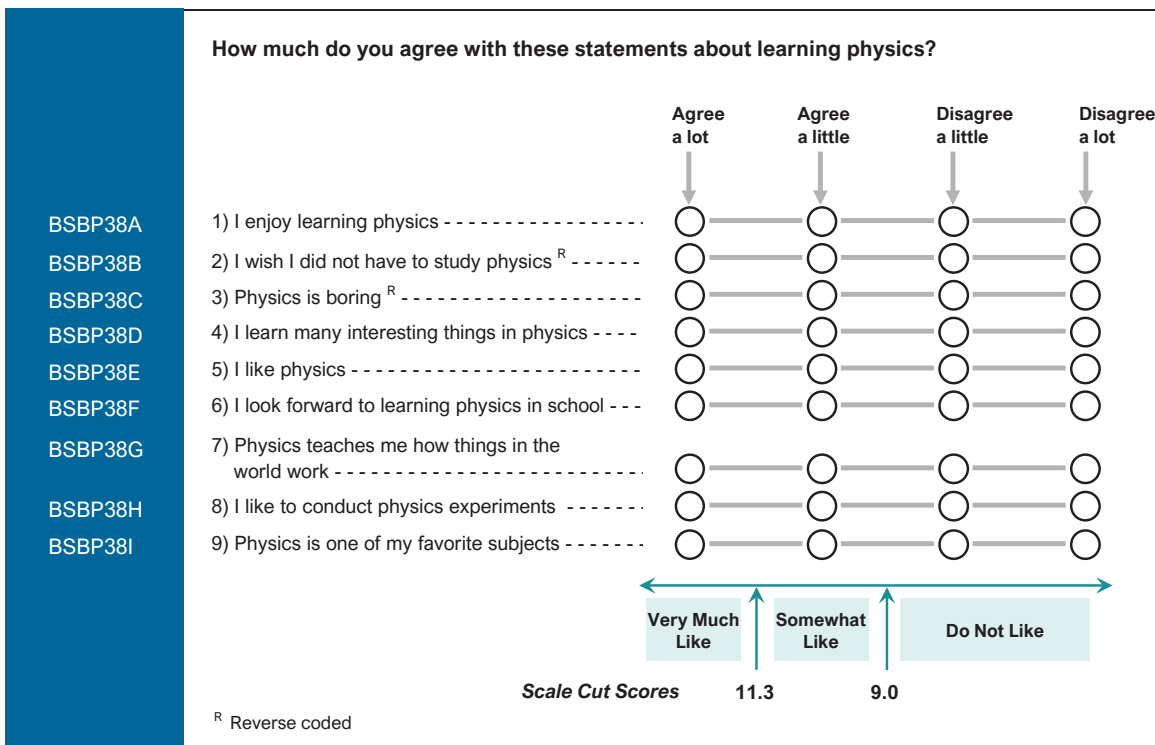 How much do you agree with these statements about learning physics?
Agree a lot
Agree a little
Disagree a little
Disagree a lot
BSBP38A 1) I enjoy learning physics - - - - - - - - - - - - - - - -
BSBP38B 2) I wish I did not have to study physics R - - - - - -
BSBP38C 3) Physics is boring R - - - - - - - - - - - - - - - - - - - - -
BSBP38D 4) I learn many interesting things in physics - - - -
BSBP38E 5) I like physics - - - - - - - - - - - - - - - - - - - - - - - -
BSBP38F 6) I look forward to learning physics in school - - -
BSBP38G 7) Physics teaches me how things in the
world work - - - - - - - - - - - - - - - - - - - - - - - - - -
BSBP38H 8) I like to conduct physics experiments - - - - - - -
BSBP38I 9) Physics is one of my favorite subjects - - - - - - -
Very Much Like
Somewhat Like
Do Not Like
Scale Cut Scores 11.3 9.0
R Reverse coded